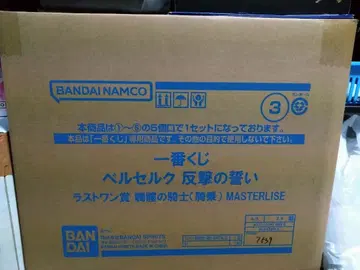 BANDAI NAMCO
③
本商品は①～⑥の6個口で1セットになっております。
本商品は「一番くじ」専用商品です。その他の目的で使用しないで下さい。
一番くじ
ベルセルク 反撃の誓い
ラストワン賞 髑髏の騎士(騎乗) MASTERLISE
BAN
DAI